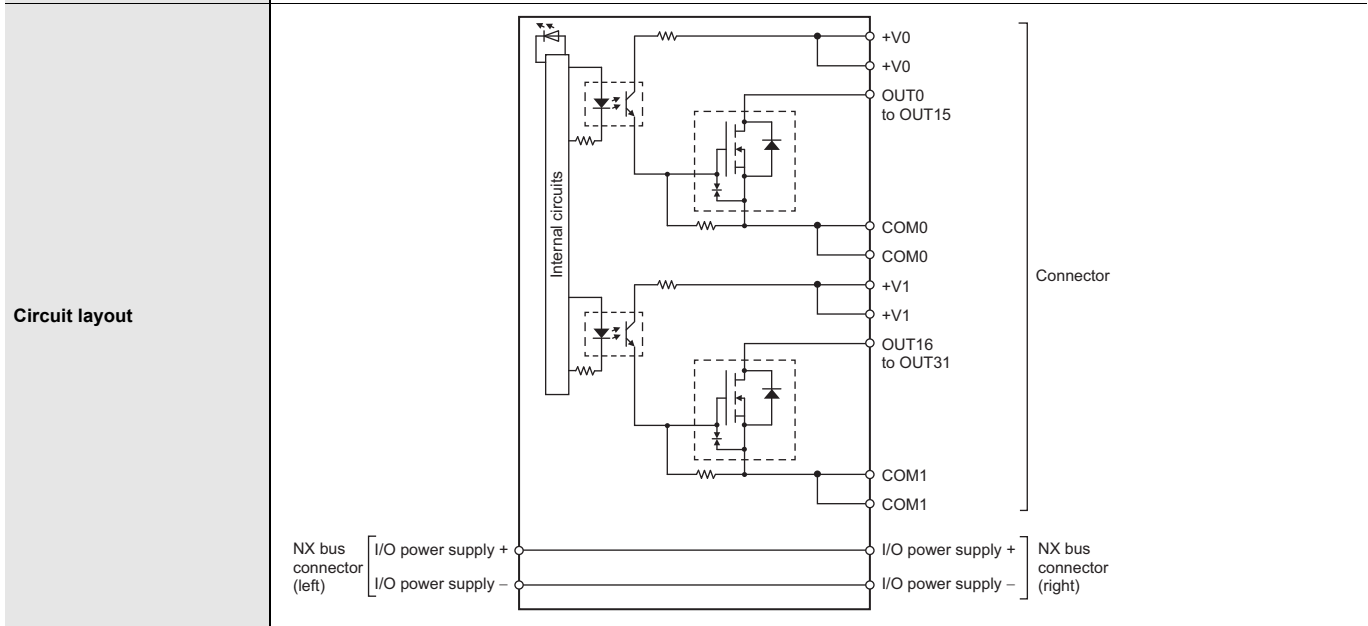 Circuit layout
Internal circuits
+V0
+V0
OUT0
to OUT15
COM0
COM0
+V1
+V1
OUT16
to OUT31
COM1
COM1
Connector
NX bus
connector
(left)
I/O power supply +
I/O power supply –
I/O power supply +
I/O power supply –
NX bus
connector
(right)